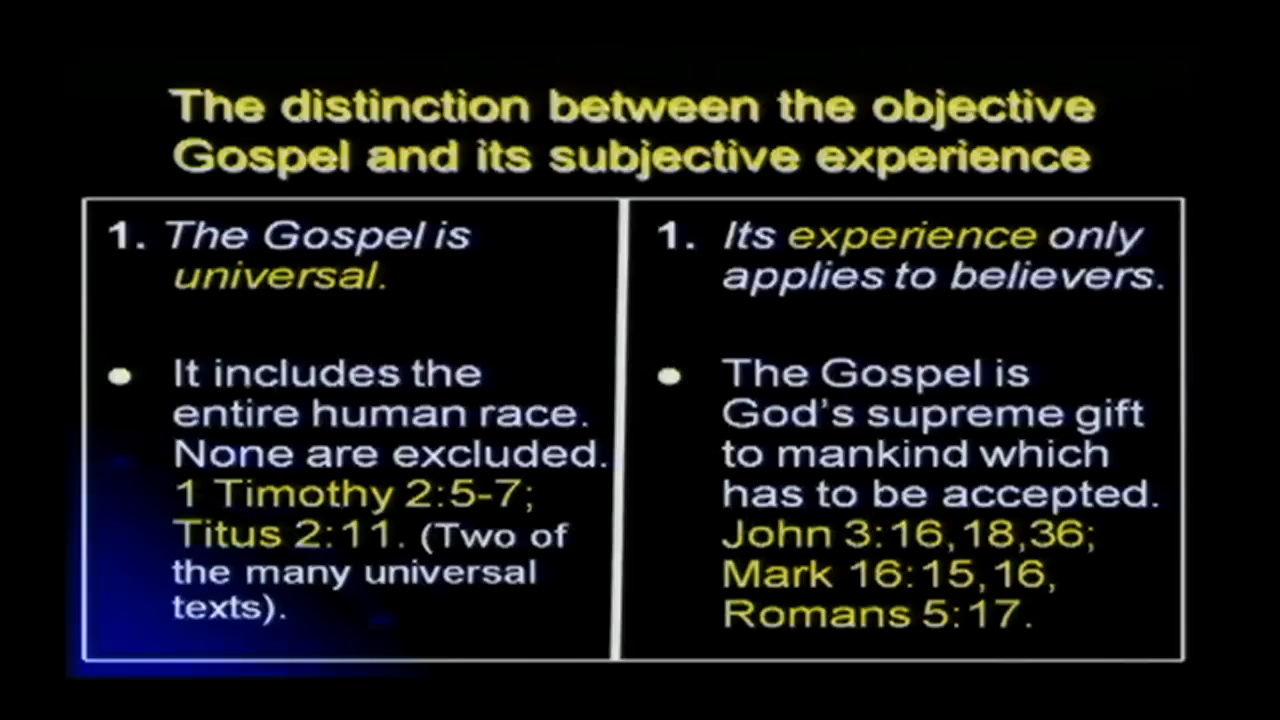 The distinction between the objective
Gospel and its subjective experience
1. The Gospel is
universal.
• It includes the
entire human race.
None are excluded.
1 Timothy 2:5-7;
Titus 2:11. (Two of
the many universal
texts).
1. Its experience only
applies to believers.
• The Gospel is
God’s supreme gift
to mankind which
has to be accepted.
John 3:16,18,36;
Mark 16:15,16,
Romans 5:17.